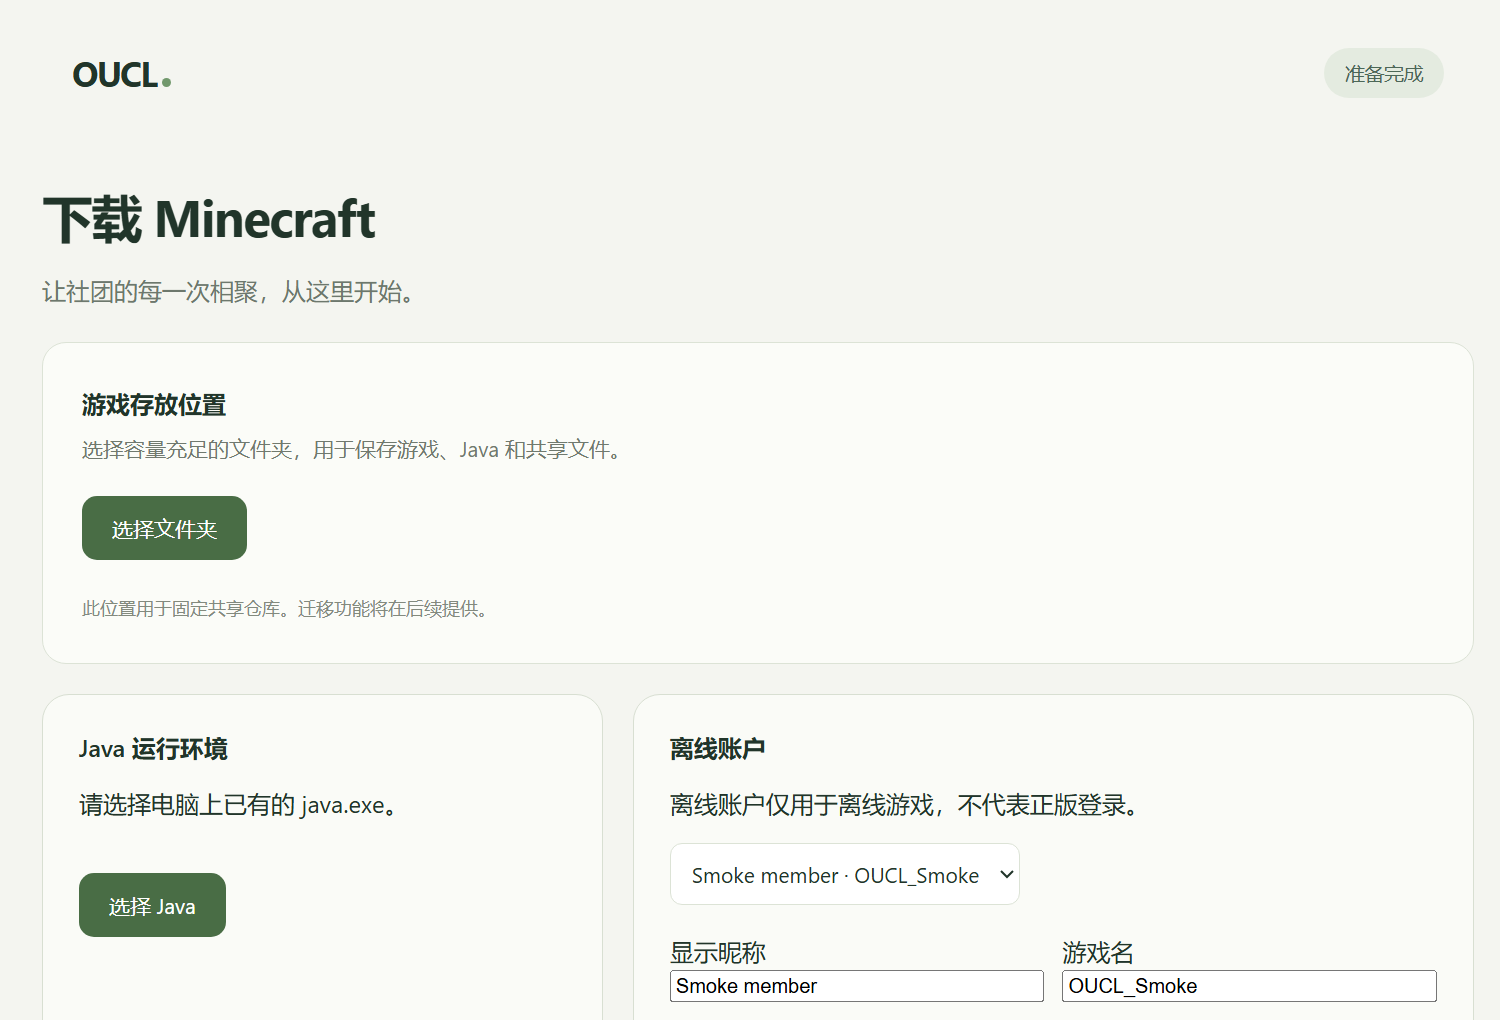 OUCL.
准备完成
下载 Minecraft
让社团的每一次相聚，从这里开始。
游戏存放位置
选择容量充足的文件夹，用于保存游戏、Java 和共享文件。
选择文件夹
此位置用于固定共享仓库。迁移功能将在后续提供。
Java 运行环境
请选择电脑上已有的 java.exe。
选择 Java
离线账户
离线账户仅用于离线游戏，不代表正版登录。
Smoke member · OUCL_Smoke
显示昵称
Smoke member
游戏名
OUCL_Smoke